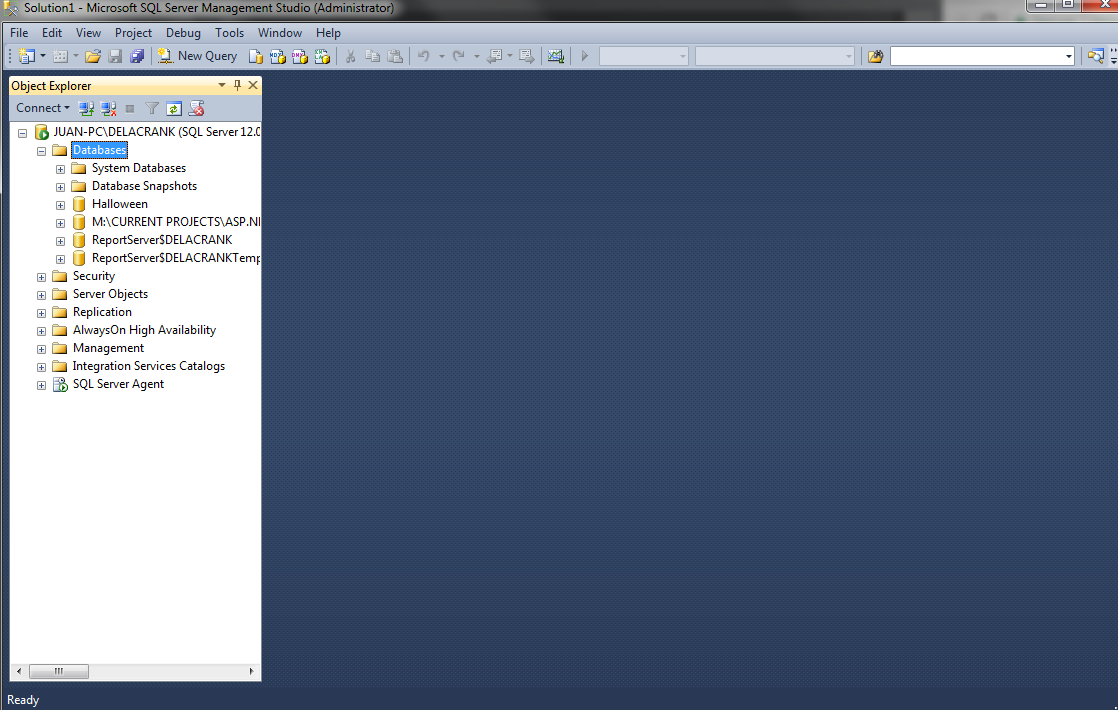 Solution1 - Microsoft SQL Server Management Studio (Administrator)
File Edit View Project Debug Tools Window Help
New Query
Object Explorer
Connect
JUAN-PC\DELACRANK (SQL Server 12.0
Databases
System Databases
Database Snapshots
Halloween
M:\CURRENT PROJECTS\ASP.NE
ReportServer$DELACRANK
ReportServer$DELACRANKTemp
Security
Server Objects
Replication
AlwaysOn High Availability
Management
Integration Services Catalogs
SQL Server Agent
Ready